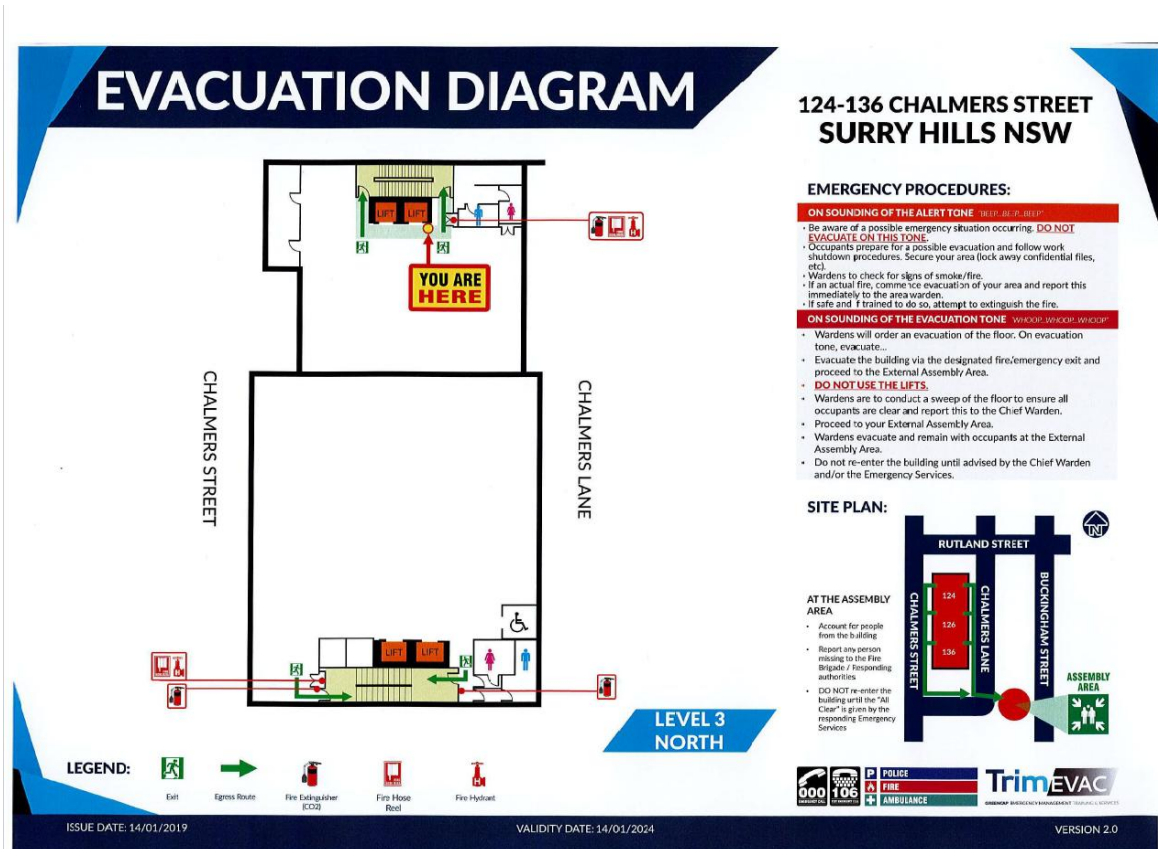 EVACUATION DIAGRAM
124-136 CHALMERS STREET
SURRY HILLS NSW
LIFT LIFT
YOU ARE
HERE
CHALMERS STREET
CHALMERS LANE
LIFT LIFT
LEVEL 3
NORTH
EMERGENCY PROCEDURES:
ON SOUNDING OF THE ALERT TONE "BEEP...BEEP...BEEP"
• Be aware of a possible emergency situation occurring. DO NOT
EVACUATE ON THIS TONE.
• Occupants prepare for a possible evacuation and follow work
shutdown procedures. Secure your area (lock away confidential files,
etc).
• Wardens to check for signs of smoke/fire.
• If an actual fire, commence evacuation of your area and report this
immediately to the area warden.
• If safe and if trained to do so, attempt to extinguish the fire.
ON SOUNDING OF THE EVACUATION TONE "WHOOP...WHOOP...WHOOP"
• Wardens will order an evacuation of the floor. On evacuation
tone, evacuate...
• Evacuate the building via the designated fire/emergency exit and
proceed to the External Assembly Area.
• DO NOT USE THE LIFTS.
• Wardens are to conduct a sweep of the floor to ensure all
occupants are clear and report this to the Chief Warden.
• Proceed to your External Assembly Area.
• Wardens evacuate and remain with occupants at the External
Assembly Area.
• Do not re-enter the building until advised by the Chief Warden
and/or the Emergency Services.
SITE PLAN:
N
RUTLAND STREET
CHALMERS STREET
124
126
136
CHALMERS LANE
BUCKINGHAM STREET
ASSEMBLY
AREA
AT THE ASSEMBLY
AREA
• Account for people
from the building
• Report any person
missing to the Fire
Brigade / Responding
authorities
• DO NOT re-enter the
building until the "All
Clear" is given by the
responding Emergency
Services
LEGEND:
Exit
Egress Route
Fire Extinguisher
(CO2)
Fire Hose
Reel
Fire Hydrant
000
106
P POLICE
FIRE
AMBULANCE
TrimEVAC
GREENCAP EMERGENCY MANAGEMENT TRAINING & SERVICES
ISSUE DATE: 14/01/2019
VALIDITY DATE: 14/01/2024
VERSION 2.0